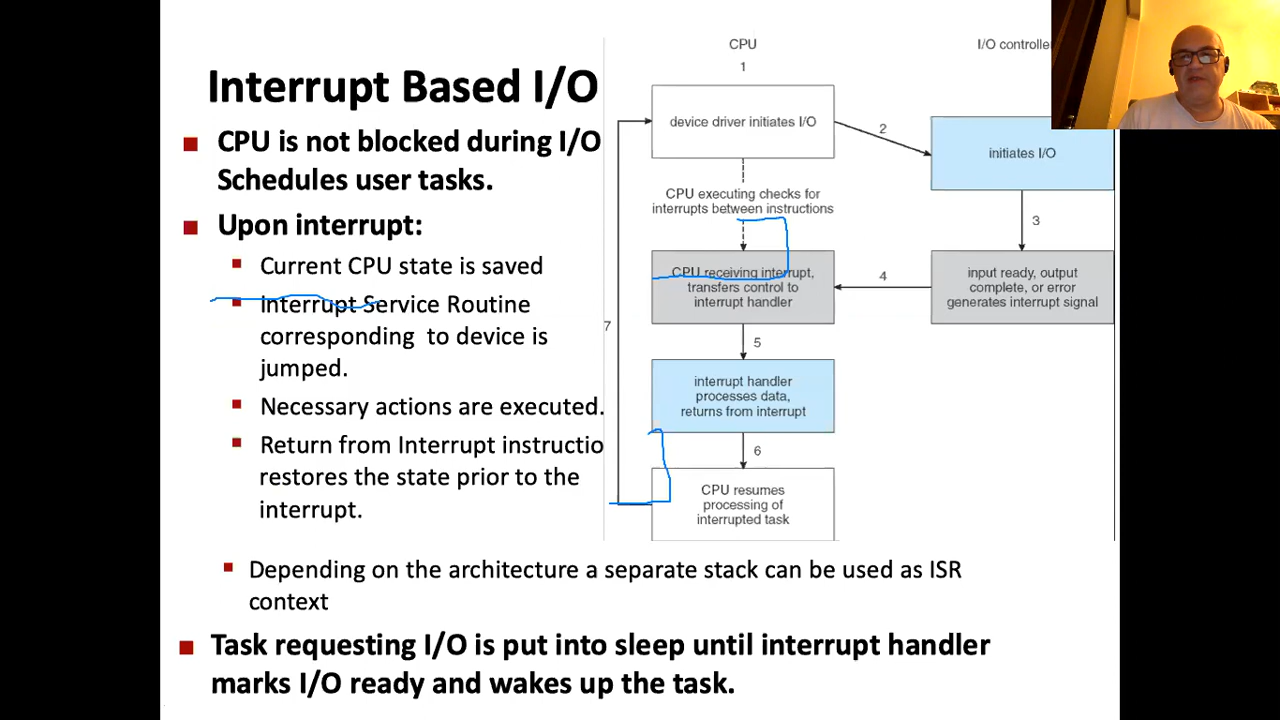 Interrupt Based I/O
CPU is not blocked during I/O
Schedules user tasks.
Upon interrupt:
Current CPU state is saved
Interrupt Service Routine
corresponding to device is
jumped.
Necessary actions are executed.
Return from Interrupt instructio
restores the state prior to the
interrupt.
Depending on the architecture a separate stack can be used as ISR
context
Task requesting I/O is put into sleep until interrupt handler
marks I/O ready and wakes up the task.
CPU
I/O controlle
1
device driver initiates I/O
2
initiates I/O
CPU executing checks for
interrupts between instructions
3
CPU receiving interrupt,
transfers control to
interrupt handler
4
input ready, output
complete, or error
generates interrupt signal
7
5
interrupt handler
processes data,
returns from interrupt
6
CPU resumes
processing of
interrupted task